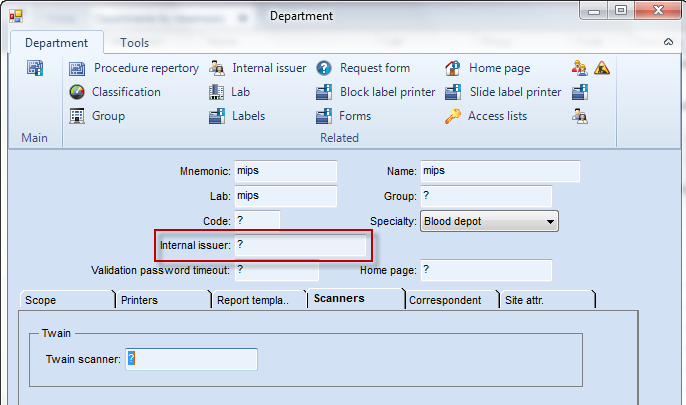 Department
Department Tools
Procedure repertory Internal issuer Request form Home page
Classification Lab Block label printer Slide label printer
Group Labels Forms Access lists
Main Related
Mnemonic: mips Name: mips
Lab: mips Group: ?
Code: ? Specialty: Blood depot
Internal issuer: ?
Validation password timeout: ? Home page: ?
Scope Printers Report templa.. Scanners Correspondent Site attr.
Twain
Twain scanner: ?